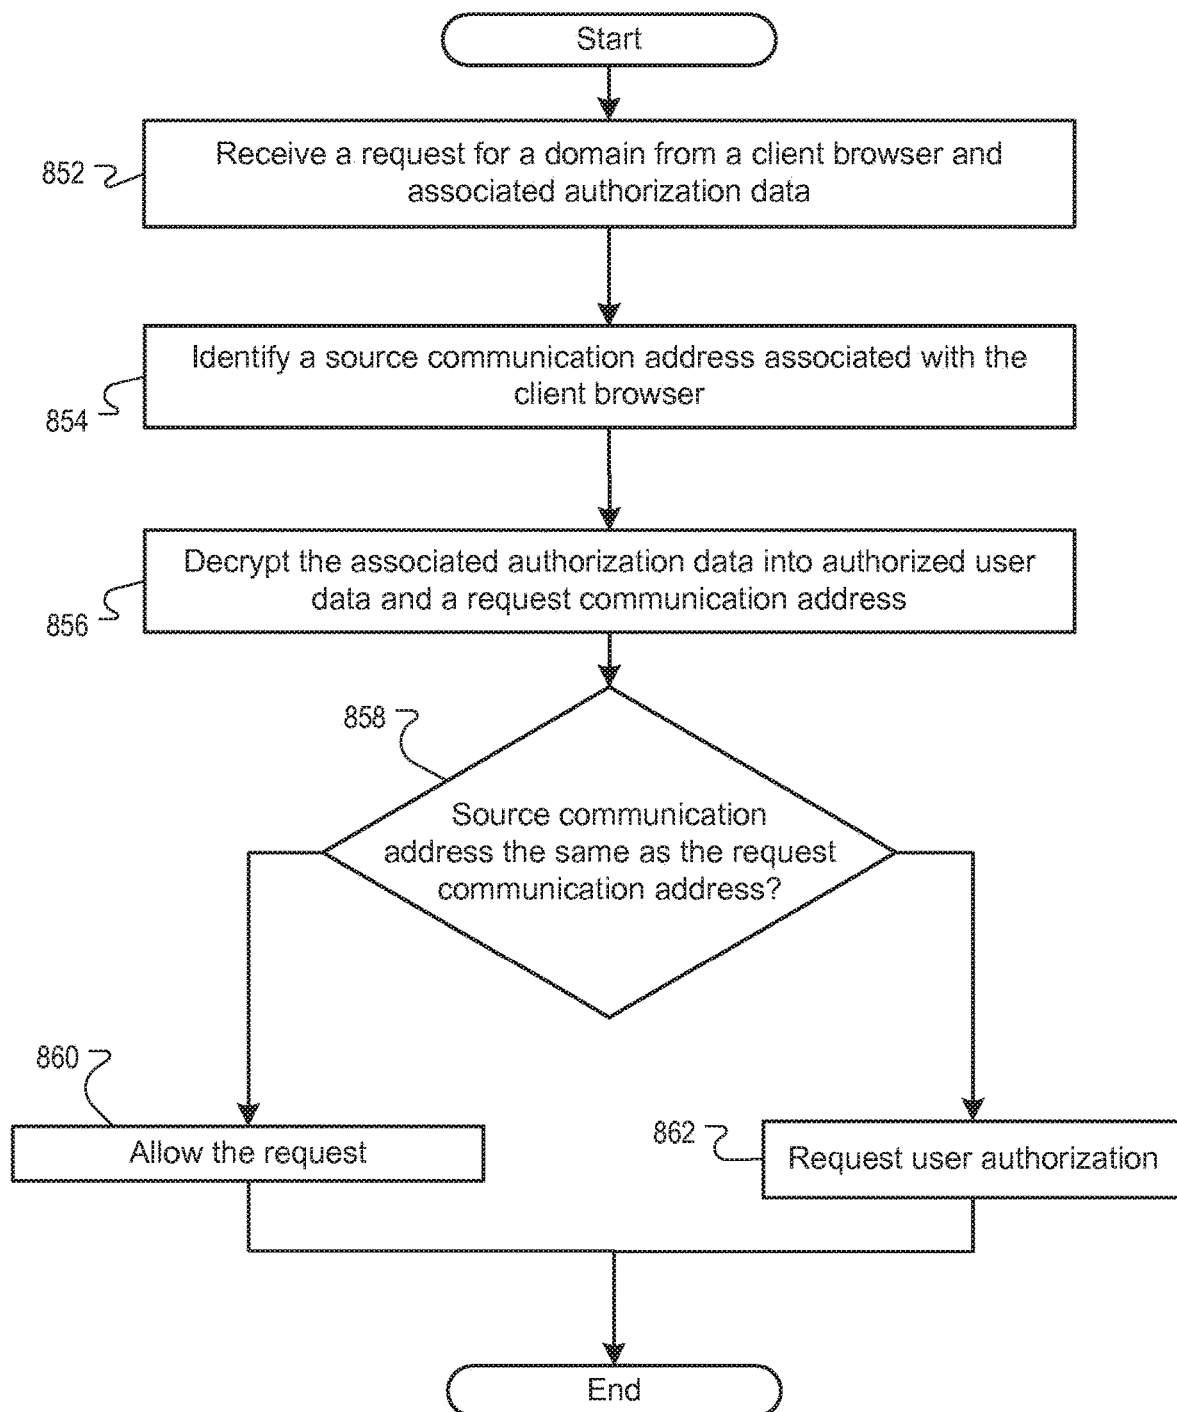 Start
852
Receive a request for a domain from a client browser and
associated authorization data
854
Identify a source communication address associated with the
client browser
856
Decrypt the associated authorization data into authorized user
data and a request communication address
858
Source communication
address the same as the request
communication address?
860
Allow the request
862
Request user authorization
End